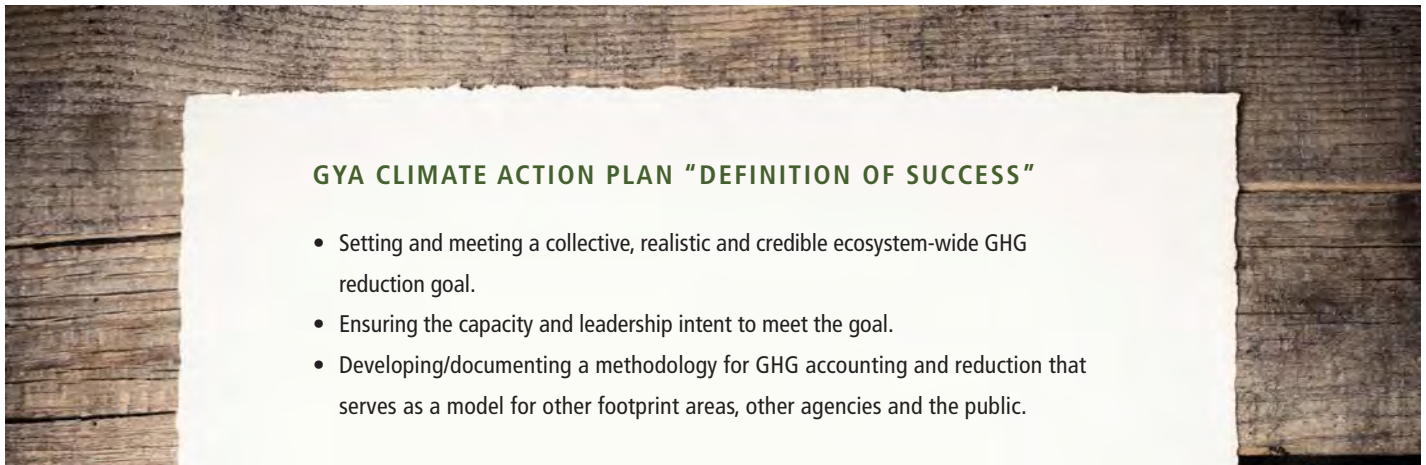 GYA CLIMATE ACTION PLAN “DEFINITION OF SUCCESS”
• Setting and meeting a collective, realistic and credible ecosystem-wide GHG
reduction goal.
• Ensuring the capacity and leadership intent to meet the goal.
• Developing/documenting a methodology for GHG accounting and reduction that
serves as a model for other footprint areas, other agencies and the public.